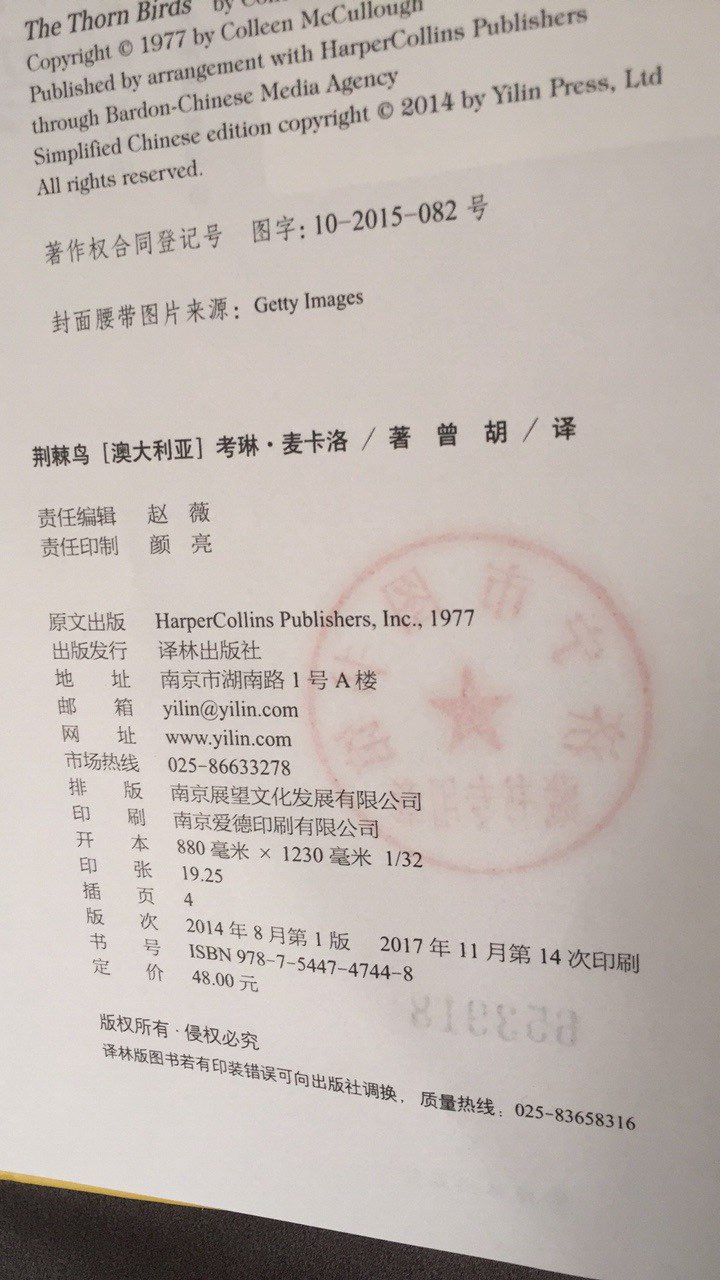 The Thorn Birds by
Copyright © 1977 by Colleen McCullough
Published by arrangement with HarperCollins Publishers
through Bardon-Chinese Media Agency
Simplified Chinese edition copyright © 2014 by Yilin Press, Ltd
All rights reserved.
著作权合同登记号 图字：10-2015-082 号
封面腰带图片来源：Getty Images
荆棘鸟 [澳大利亚] 考琳·麦卡洛 / 著 曾 胡 / 译
责任编辑 赵 薇
责任印制 颜 亮
原文出版 HarperCollins Publishers, Inc., 1977
出版发行 译林出版社
地 址 南京市湖南路 1 号 A 楼
邮 箱 yilin@yilin.com
网 址 www.yilin.com
市场热线 025-86633278
排 版 南京展望文化发展有限公司
印 刷 南京爱德印刷有限公司
开 本 880 毫米 × 1230 毫米 1/32
印 张 19.25
插 页 4
版 次 2014 年 8 月第 1 版 2017 年 11 月第 14 次印刷
书 号 ISBN 978-7-5447-4744-8
定 价 48.00 元
653918
版权所有·侵权必究
译林版图书若有印装错误可向出版社调换，质量热线：025-83658316